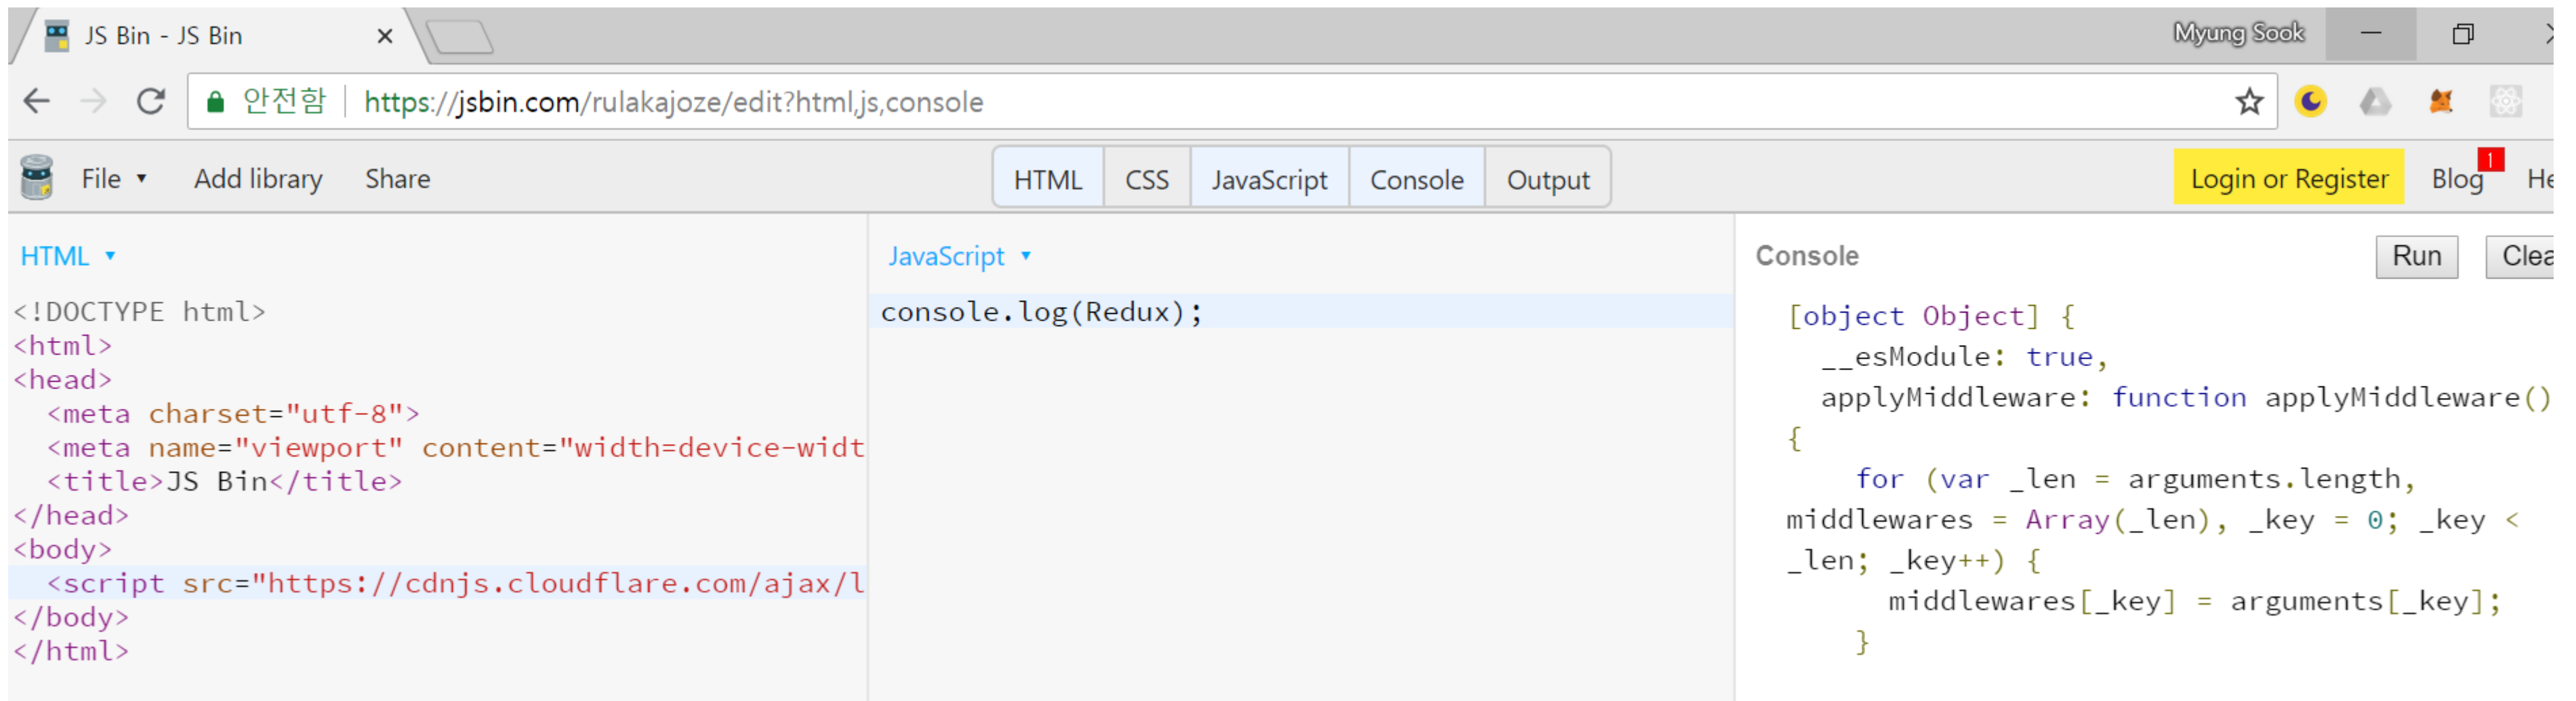 JS Bin - JS Bin
Myung Sook
안전함 https://jsbin.com/rulakajoze/edit?html,js,console
File Add library Share HTML CSS JavaScript Console Output Login or Register Blog 1
HTML
<!DOCTYPE html>
<html>
<head>
<meta charset="utf-8">
<meta name="viewport" content="width=device-widt
<title>JS Bin</title>
</head>
<body>
<script src="https://cdnjs.cloudflare.com/ajax/l
</body>
</html>
JavaScript
console.log(Redux);
Console Run Clea
[object Object] {
__esModule: true,
applyMiddleware: function applyMiddleware()
{
for (var _len = arguments.length,
middlewares = Array(_len), _key = 0; _key <
_len; _key++) {
middlewares[_key] = arguments[_key];
}